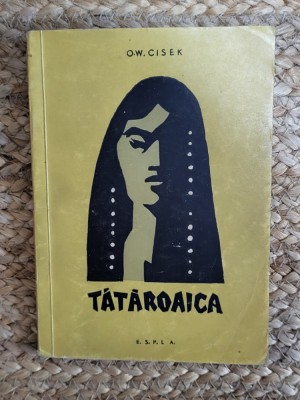 O.W. CISEK
TĂTĂROAICA
E. S. P. L. A.